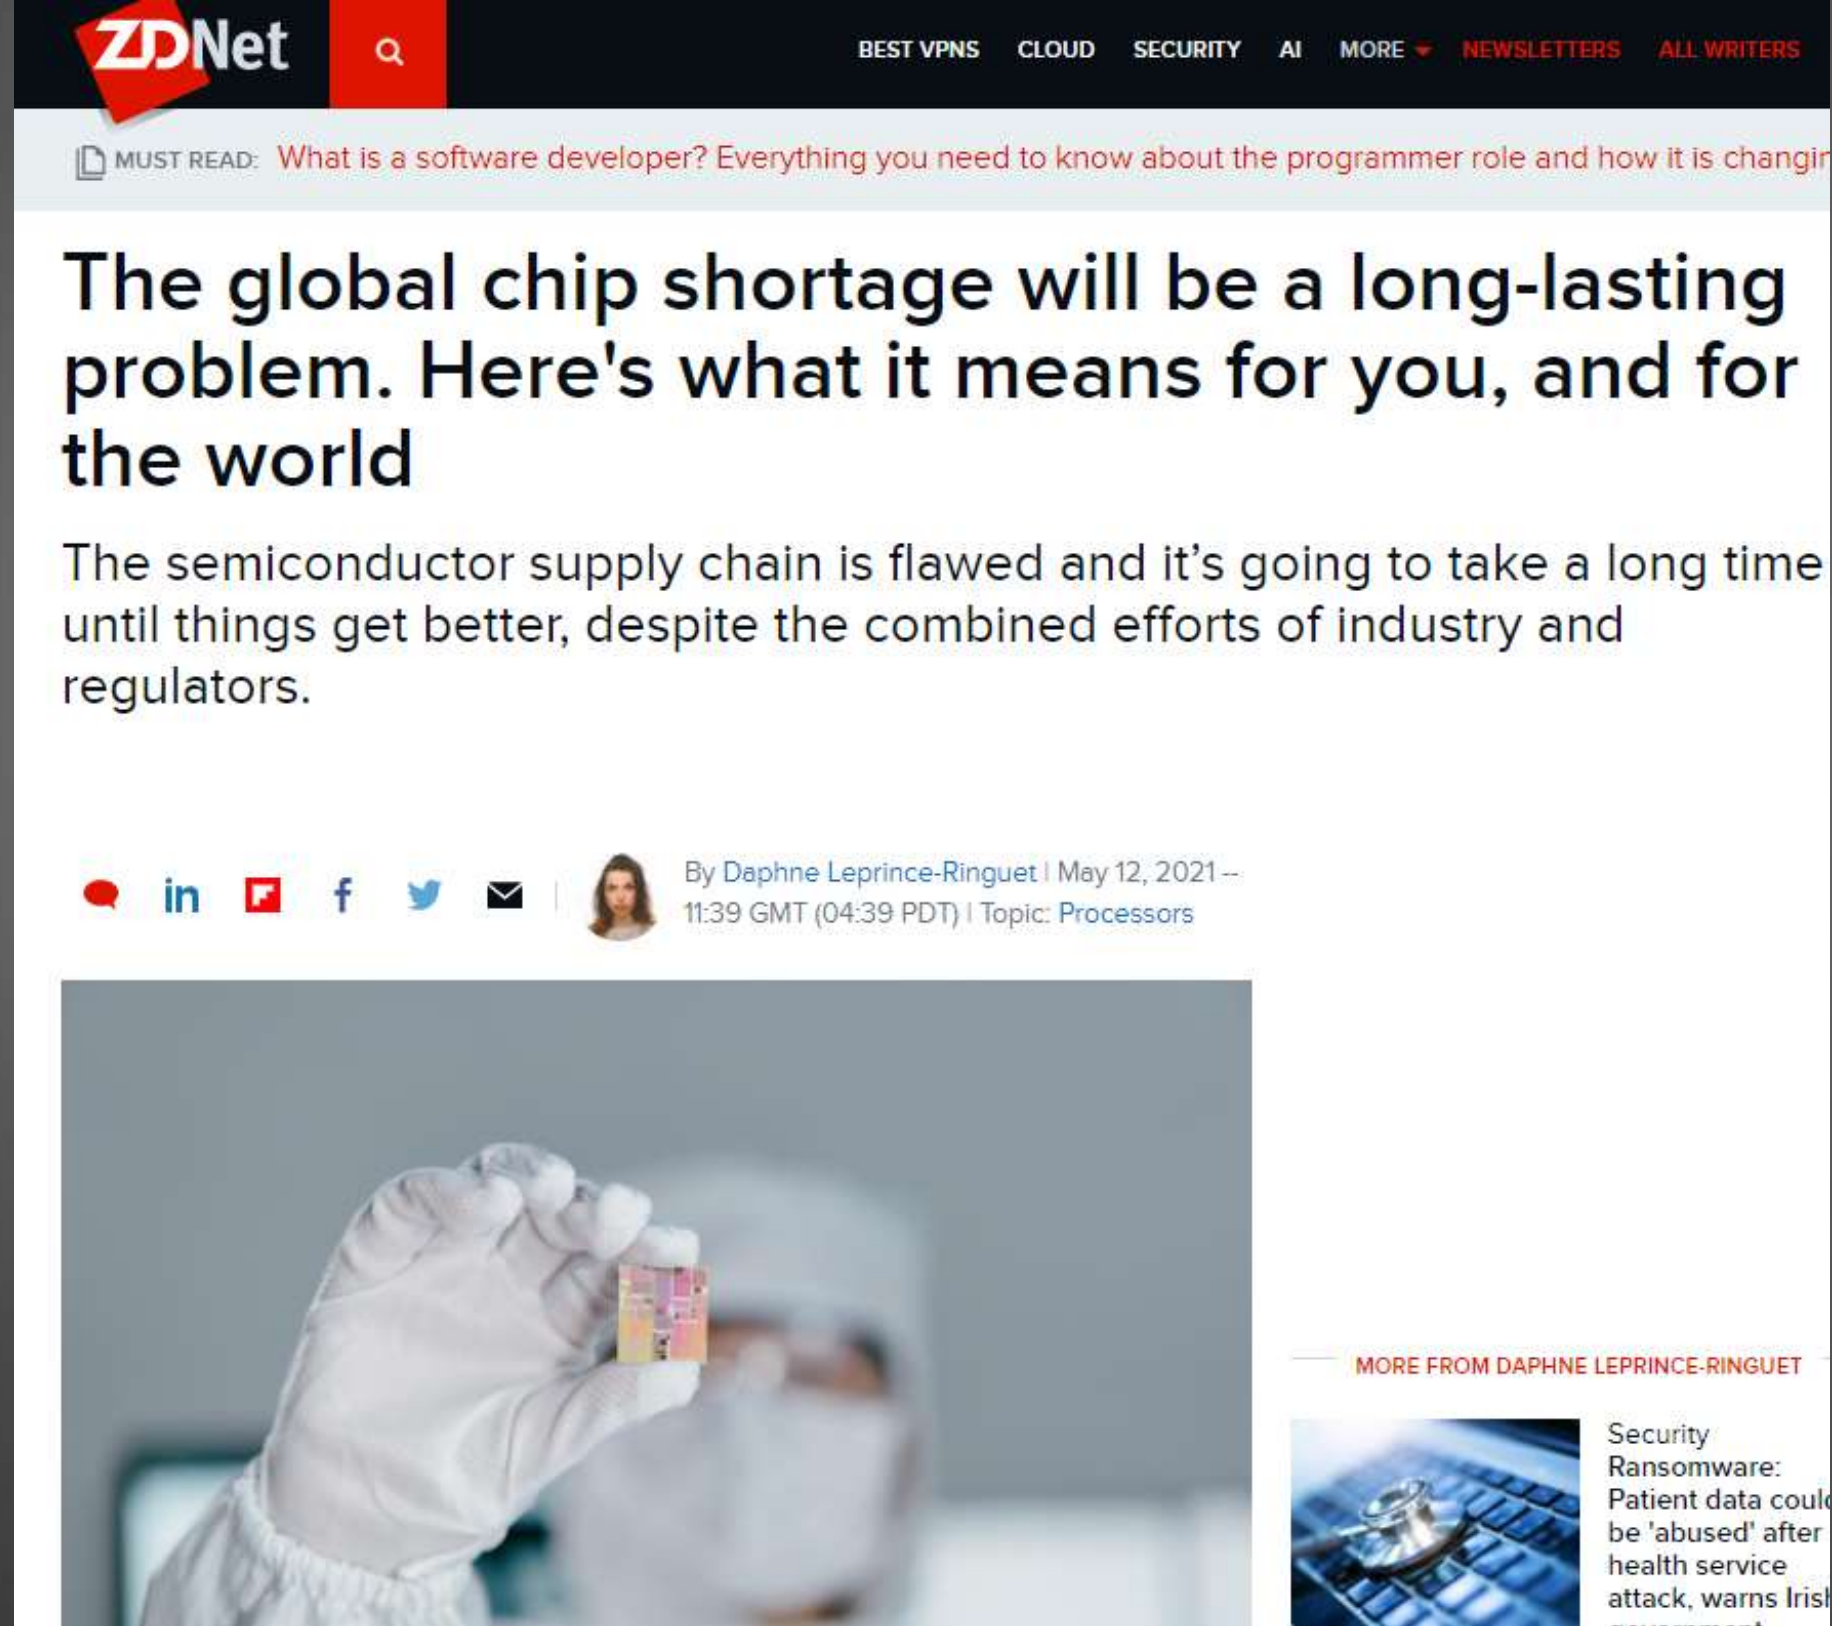 ZDNet
BEST VPNS CLOUD SECURITY AI MORE NEWSLETTERS ALL WRITERS
MUST READ: What is a software developer? Everything you need to know about the programmer role and how it is
The global chip shortage will be a long-lasting
problem. Here's what it means for you, and for
the world
The semiconductor supply chain is flawed and it’s going to take a long time
until things get better, despite the combined efforts of industry and
regulators.
in f
By Daphne Leprince-Ringuet | May 12, 2021 --
11:39 GMT (04:39 PDT) | Topic: Processors
MORE FROM DAPHNE LEPRINCE-RINGUET
Security
Ransomware:
Patient data
be 'abused' after
health service
attack, warns